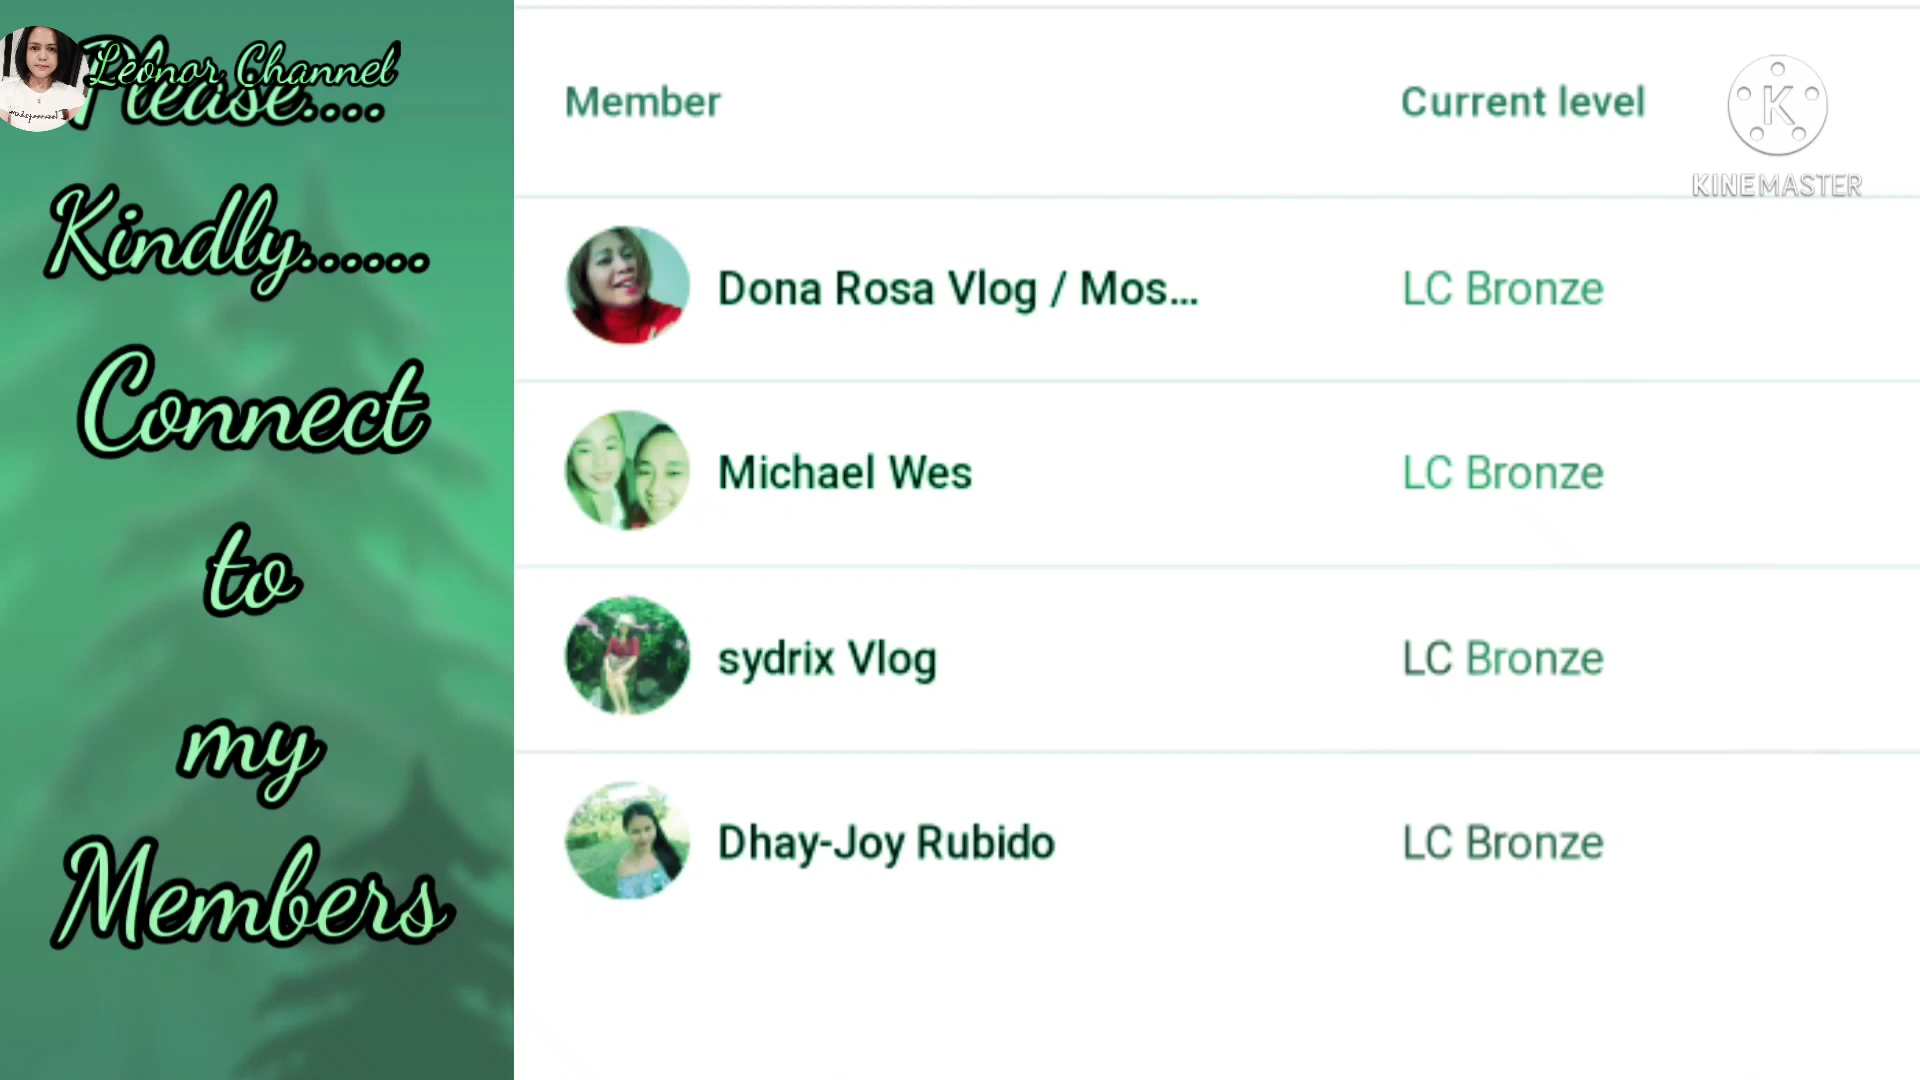 Leonor Channel
Please....
Kindly......
Connect
to
my
Members
Member Current level
KINEMASTER
Dona Rosa Vlog / Mos... LC Bronze
Michael Wes LC Bronze
sydrix Vlog LC Bronze
Dhay-Joy Rubido LC Bronze